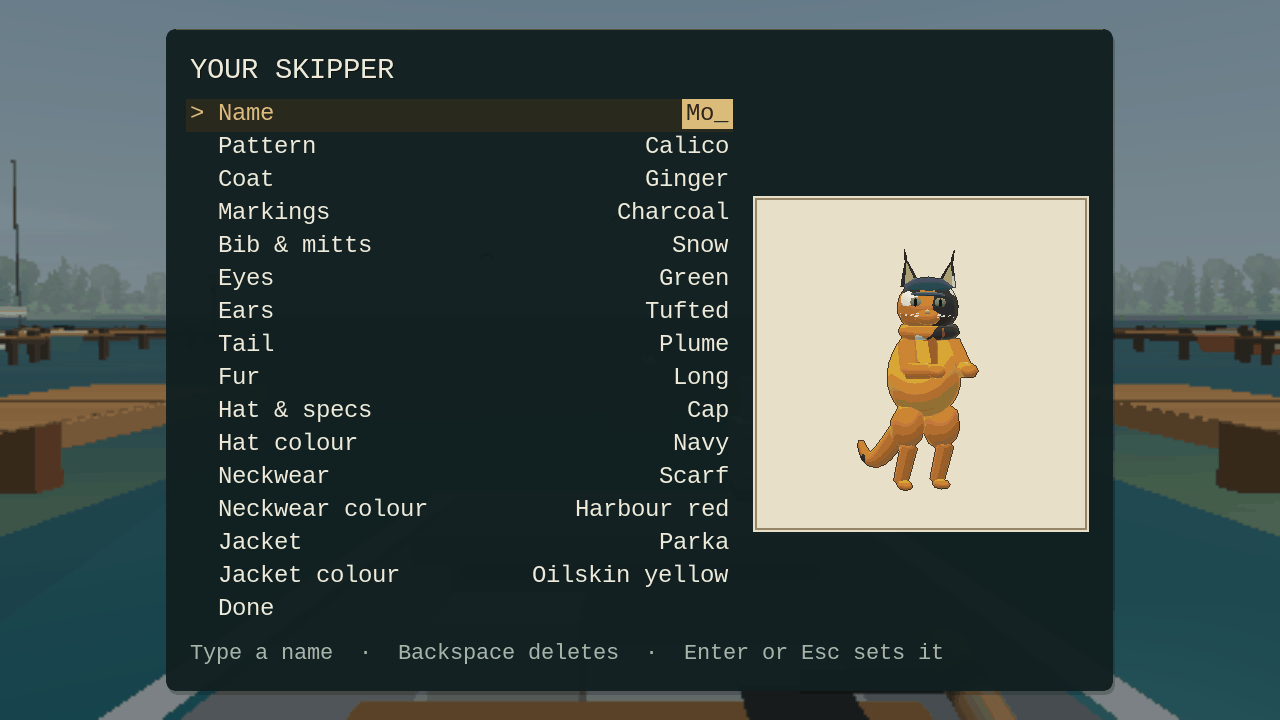 YOUR SKIPPER
> Name Mo_
Pattern Calico
Coat Ginger
Markings Charcoal
Bib & mitts Snow
Eyes Green
Ears Tufted
Tail Plume
Fur Long
Hat & specs Cap
Hat colour Navy
Neckwear Scarf
Neckwear colour Harbour red
Jacket Parka
Jacket colour Oilskin yellow
Done
Type a name · Backspace deletes · Enter or Esc sets it